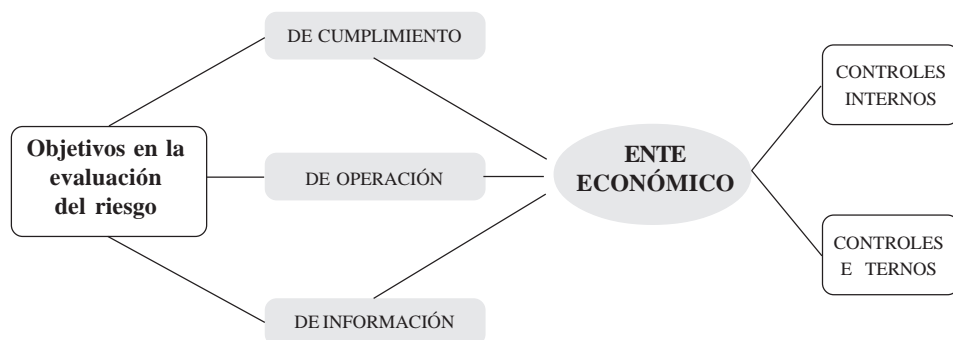 DE CUMPLIMIENTO
CONTROLES
INTERNOS
Objetivos en la
evaluación
del riesgo
DE OPERACIÓN
ENTE
ECONÓMICO
CONTROLES
E TERNOS
DE INFORMACIÓN